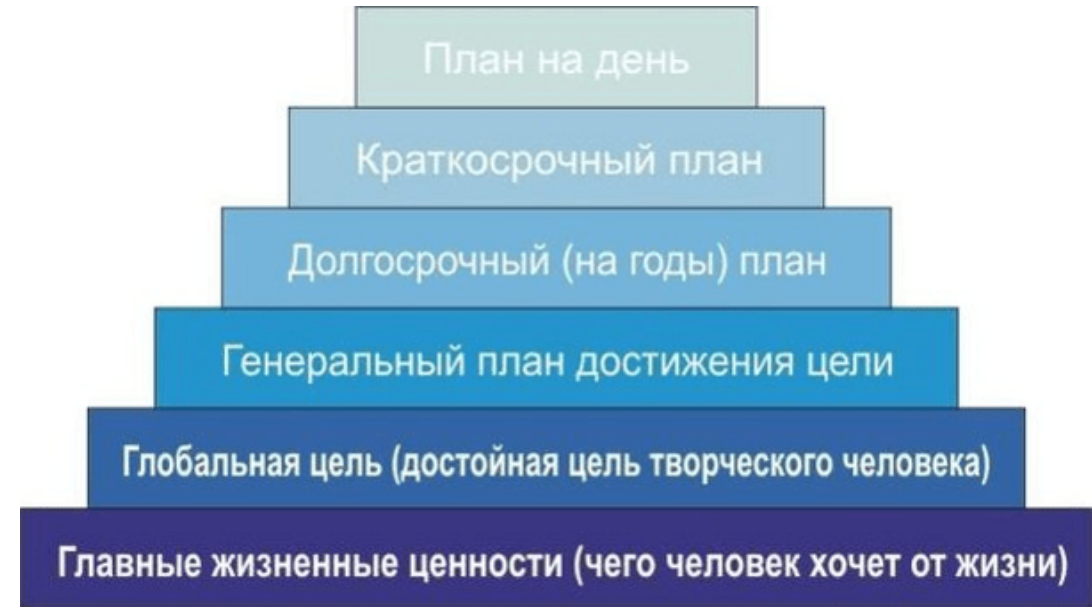 План на день
Краткосрочный план
Долгосрочный (на годы) план
Генеральный план достижения цели
Глобальная цель (достойная цель творческого человека)
Главные жизненные ценности (чего человек хочет от жизни)